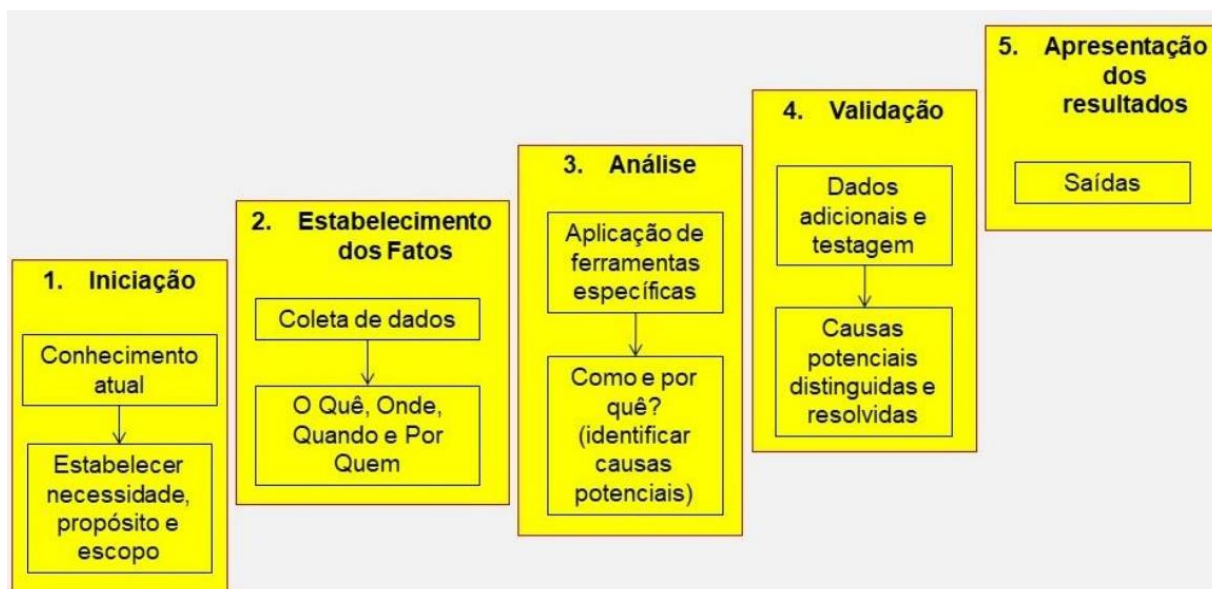 1. Iniciação
Conhecimento
atual
Estabelecer
necessidade,
propósito e
escopo
2. Estabelecimento
dos Fatos
Coleta de dados
O Quê, Onde,
Quando e Por
Quem
3. Análise
Aplicação de
ferramentas
específicas
Como e por
quê?
(identificar
causas
potenciais)
4. Validação
Dados
adicionais e
testagem
Causas
potenciais
distinguidas e
resolvidas
5. Apresentação
dos
resultados
Saídas